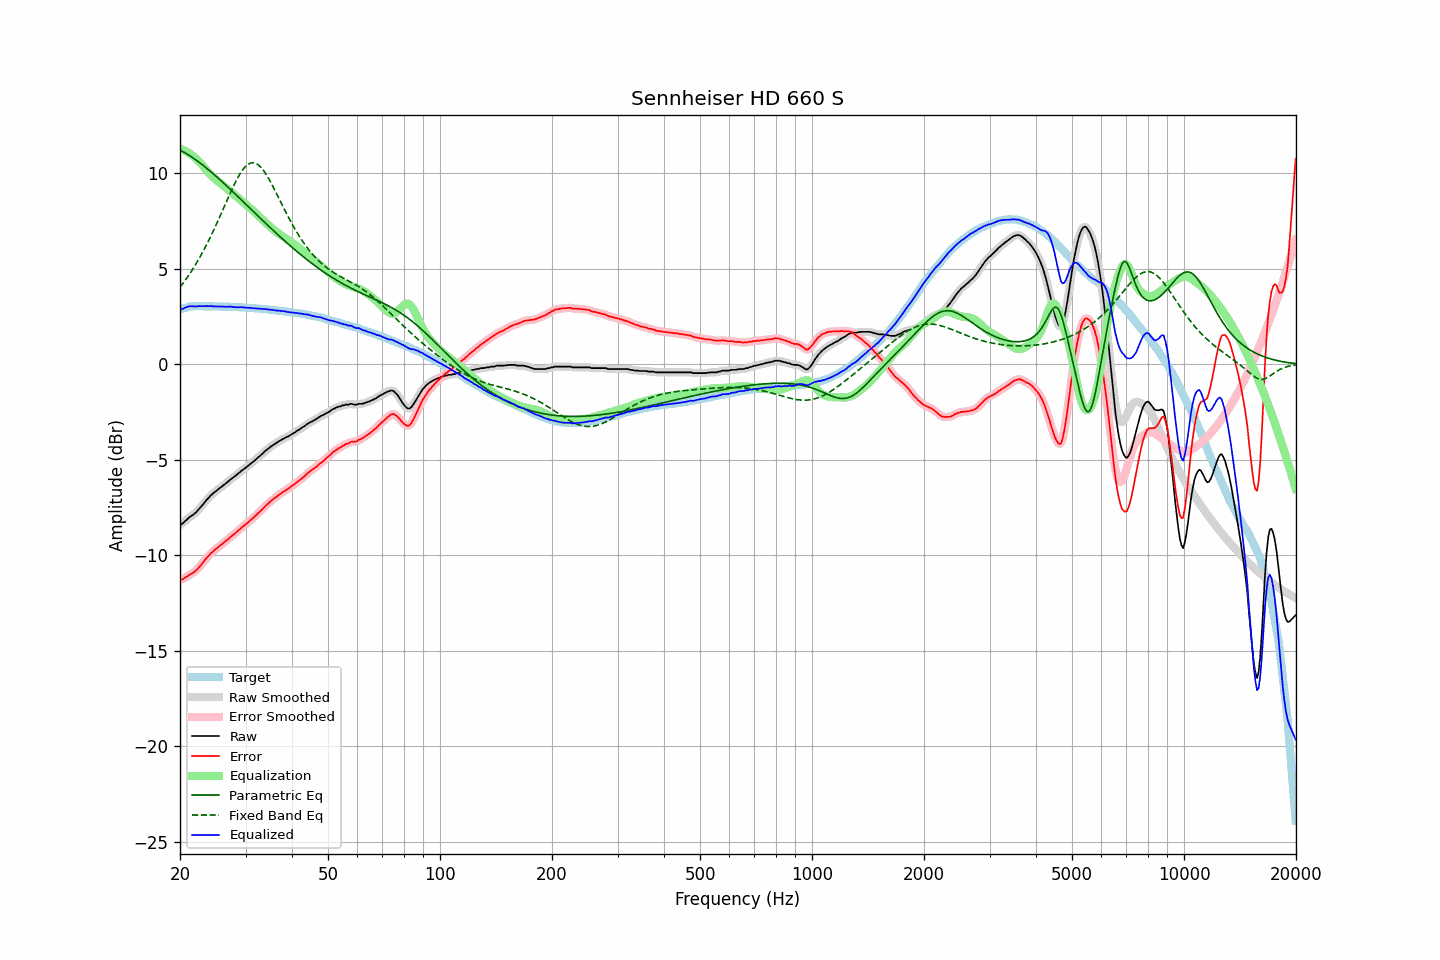 Sennheiser HD 660 S
Amplitude (dBr)
10
5
0
−5
−10
−15
−20
−25
Target
Raw Smoothed
Error Smoothed
Raw
Error
Equalization
Parametric Eq
Fixed Band Eq
Equalized
20 50 100 200 500 1000 2000 5000 10000 20000
Frequency (Hz)